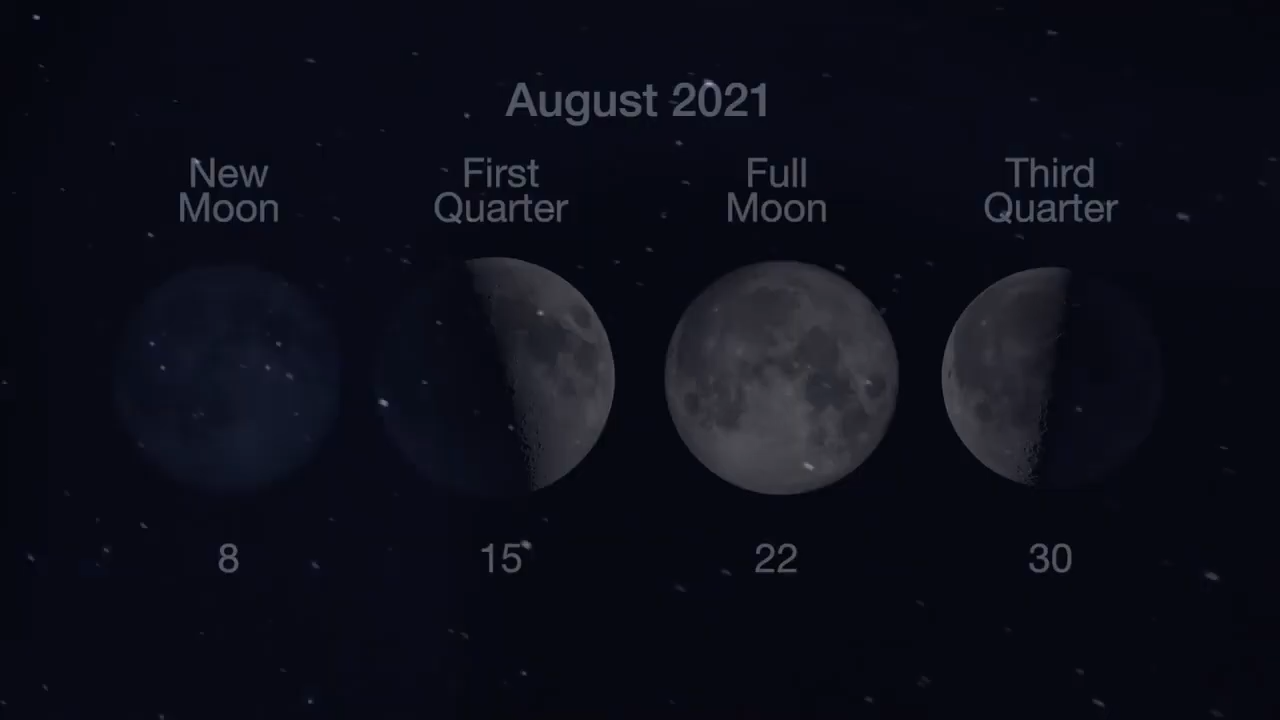 August 2021
New
Moon
First
Quarter
Full
Moon
Third
Quarter
8
15
22
30